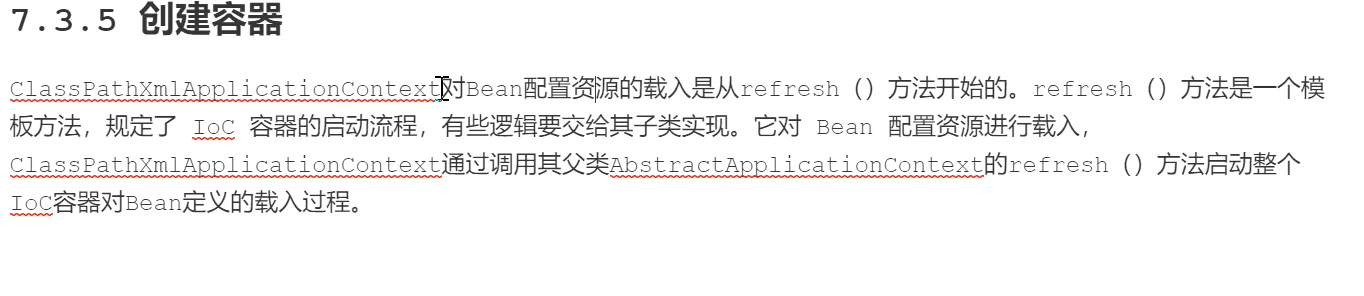 7.3.5 创建容器
ClassPathXmlApplicationContext对Bean配置资源的载入是从refresh（）方法开始的。refresh（）方法是一个模
板方法，规定了 IoC 容器的启动流程，有些逻辑要交给其子类实现。它对 Bean 配置资源进行载入，
ClassPathXmlApplicationContext通过调用其父类AbstractApplicationContext的refresh（）方法启动整个
IoC容器对Bean定义的载入过程。